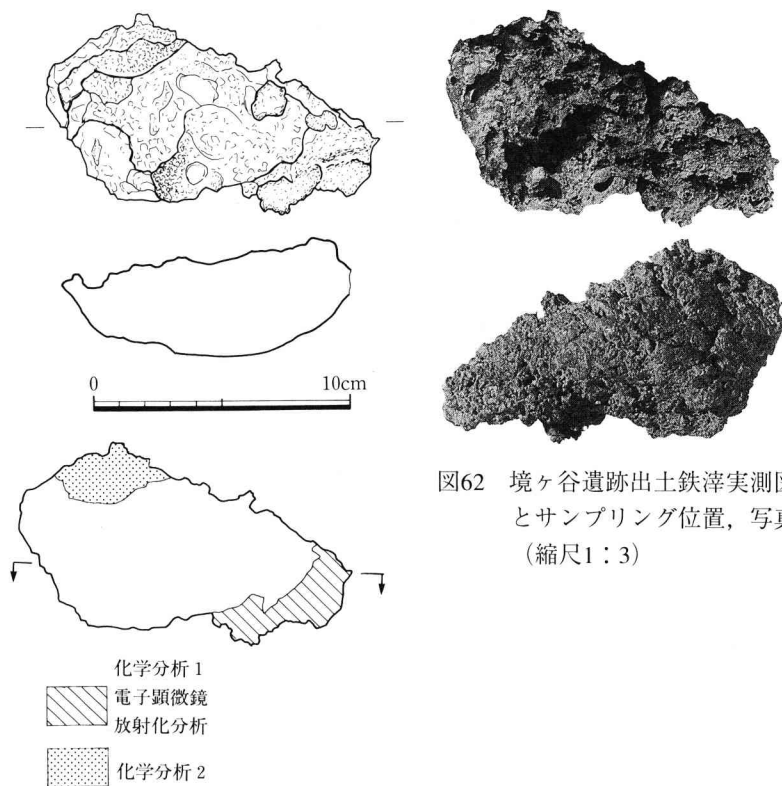 0
10cm
図62 境ヶ谷遺跡出土鉄滓実測図
とサンプリング位置，写真
（縮尺1：3）
化学分析1
電子顕微鏡
放射化分析
化学分析2